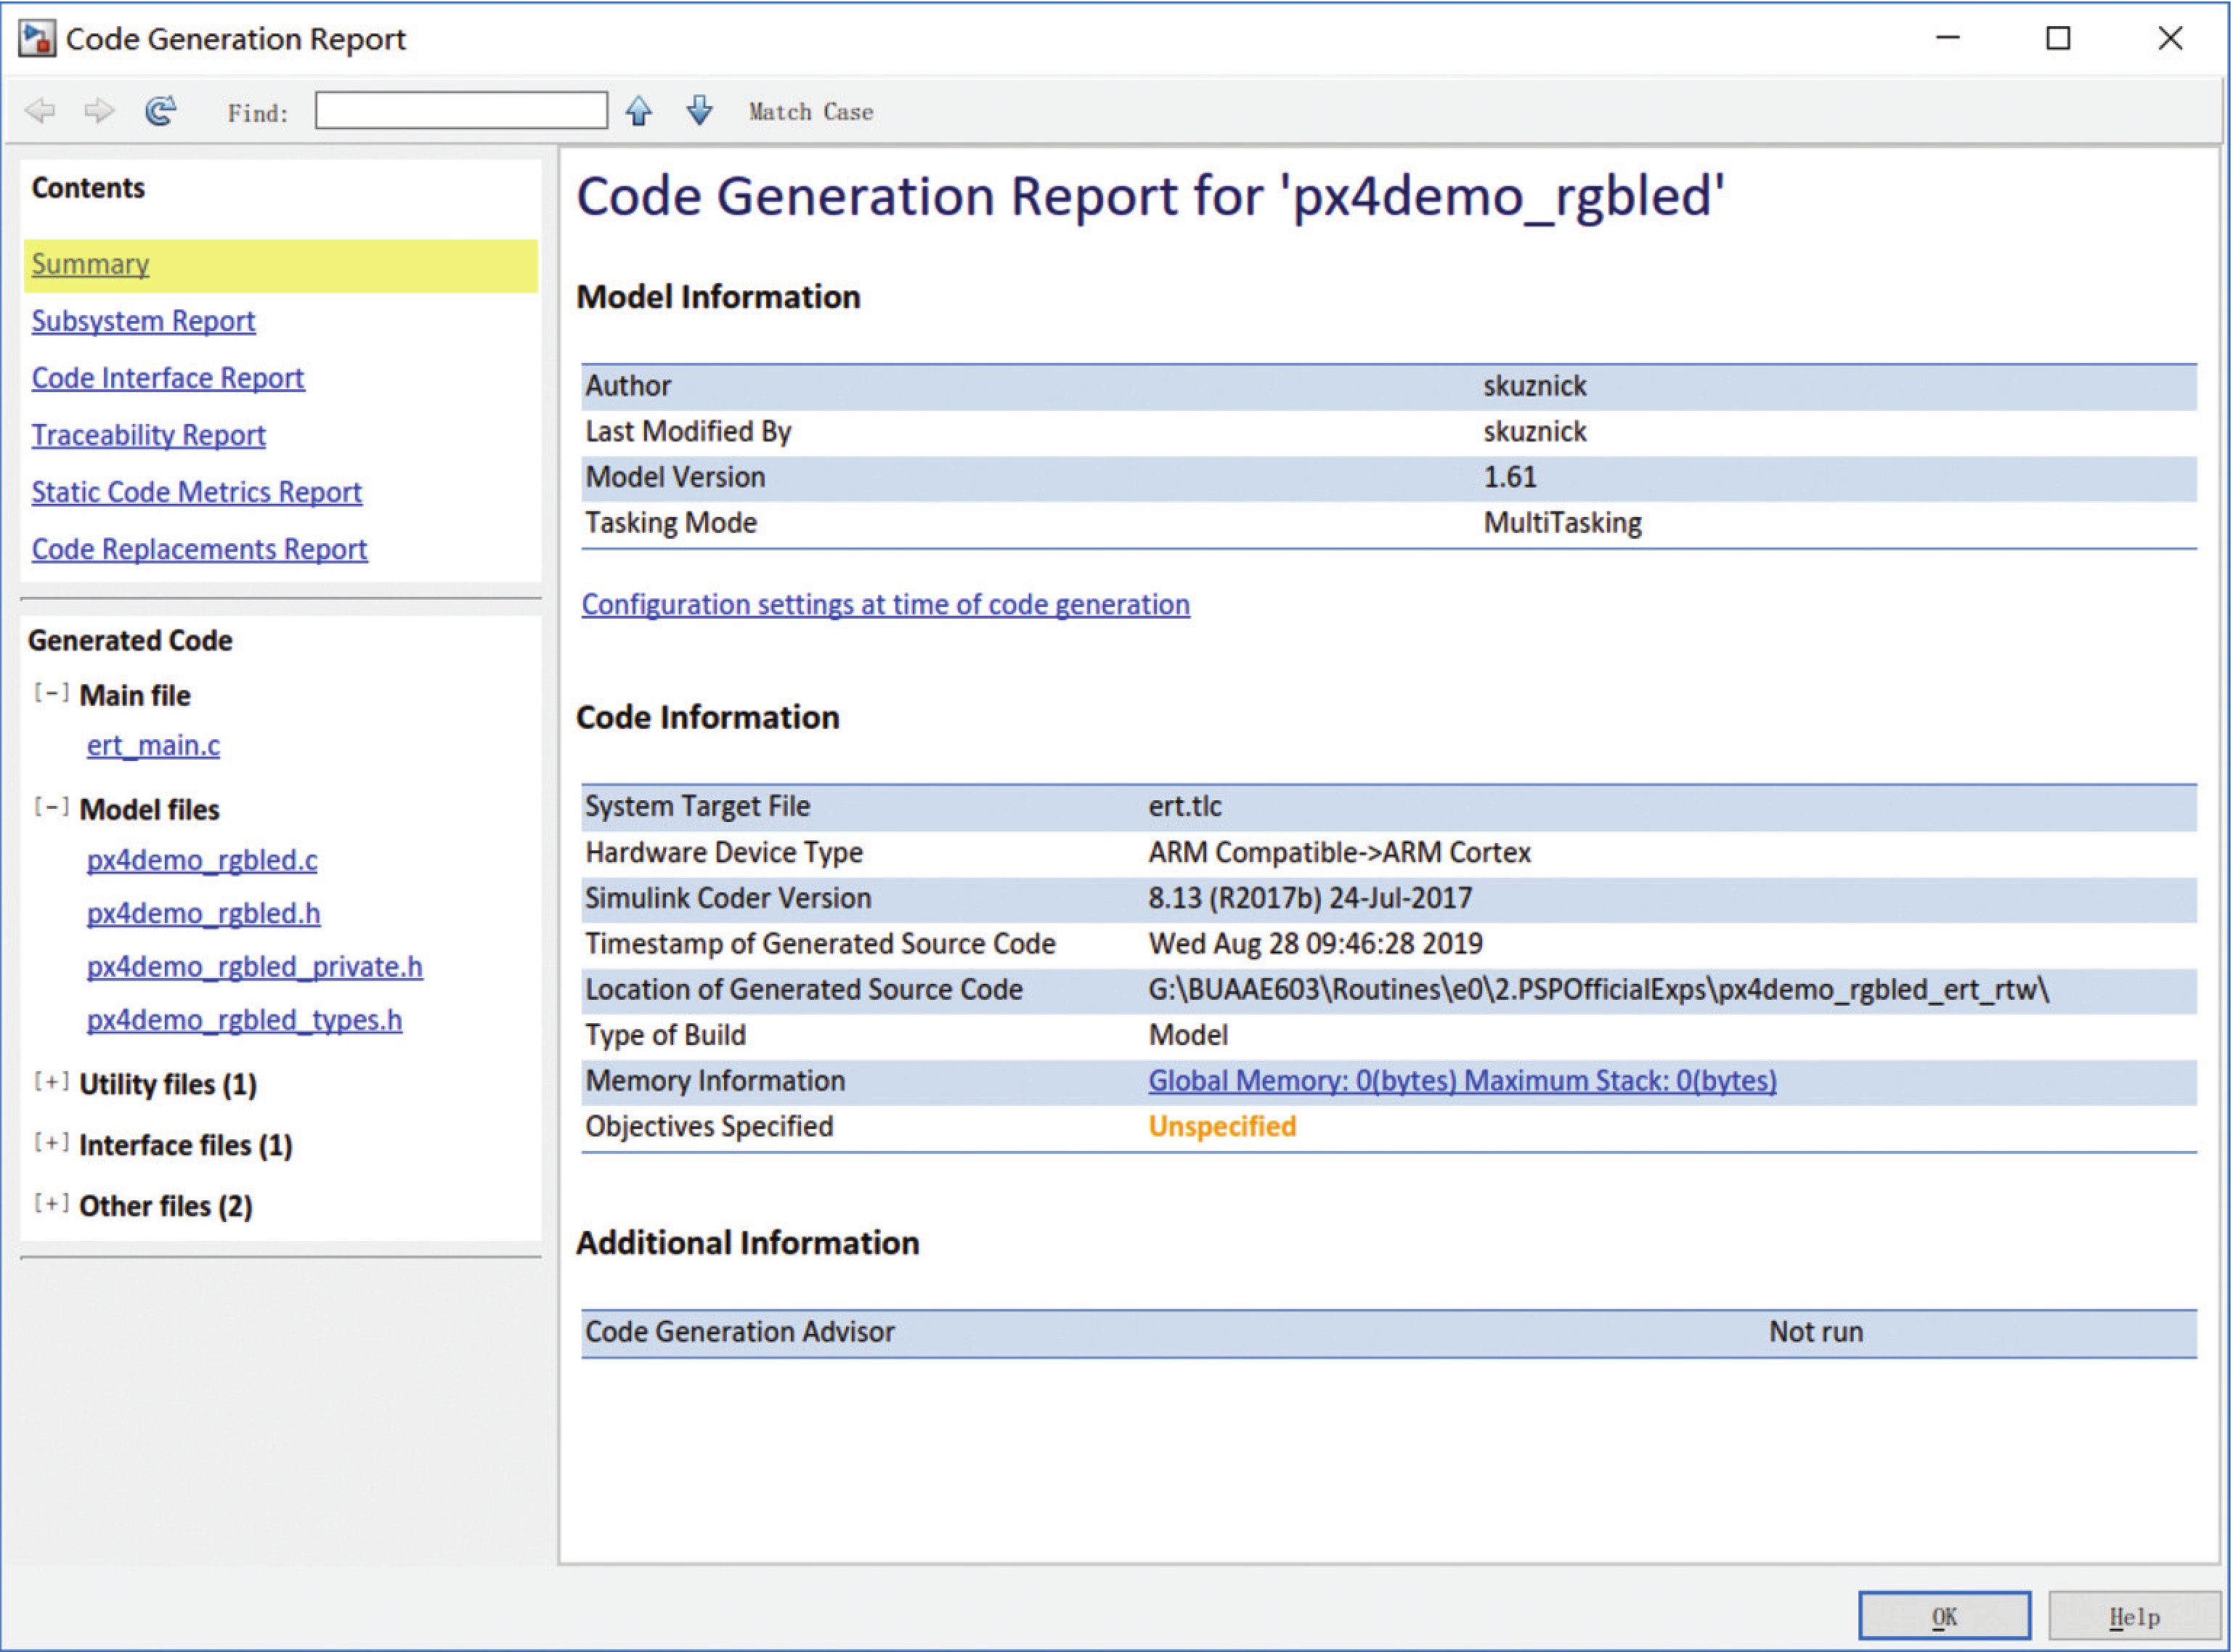 Code Generation Report
Find:
Match Case
Contents
Summary
Subsystem Report
Code Interface Report
Traceability Report
Static Code Metrics Report
Code Replacements Report
Generated Code
[-] Main file
ert_main.c
[-] Model files
px4demo_rgbled.c
px4demo_rgbled.h
px4demo_rgbled_private.h
px4demo_rgbled_types.h
[+] Utility files (1)
[+] Interface files (1)
[+] Other files (2)
Code Generation Report for 'px4demo_rgbled'
Model Information
Author skuznick
Last Modified By skuznick
Model Version 1.61
Tasking Mode MultiTasking
Configuration settings at time of code generation
Code Information
System Target File ert.tlc
Hardware Device Type ARM Compatible->ARM Cortex
Simulink Coder Version 8.13 (R2017b) 24-Jul-2017
Timestamp of Generated Source Code Wed Aug 28 09:46:28 2019
Location of Generated Source Code G:\BUAAE603\Routines\e0\2.PSPOfficialExps\px4demo_rgbled_ert_rtw\
Type of Build Model
Memory Information Global Memory: 0(bytes) Maximum Stack: 0(bytes)
Objectives Specified Unspecified
Additional Information
Code Generation Advisor Not run
OK Help